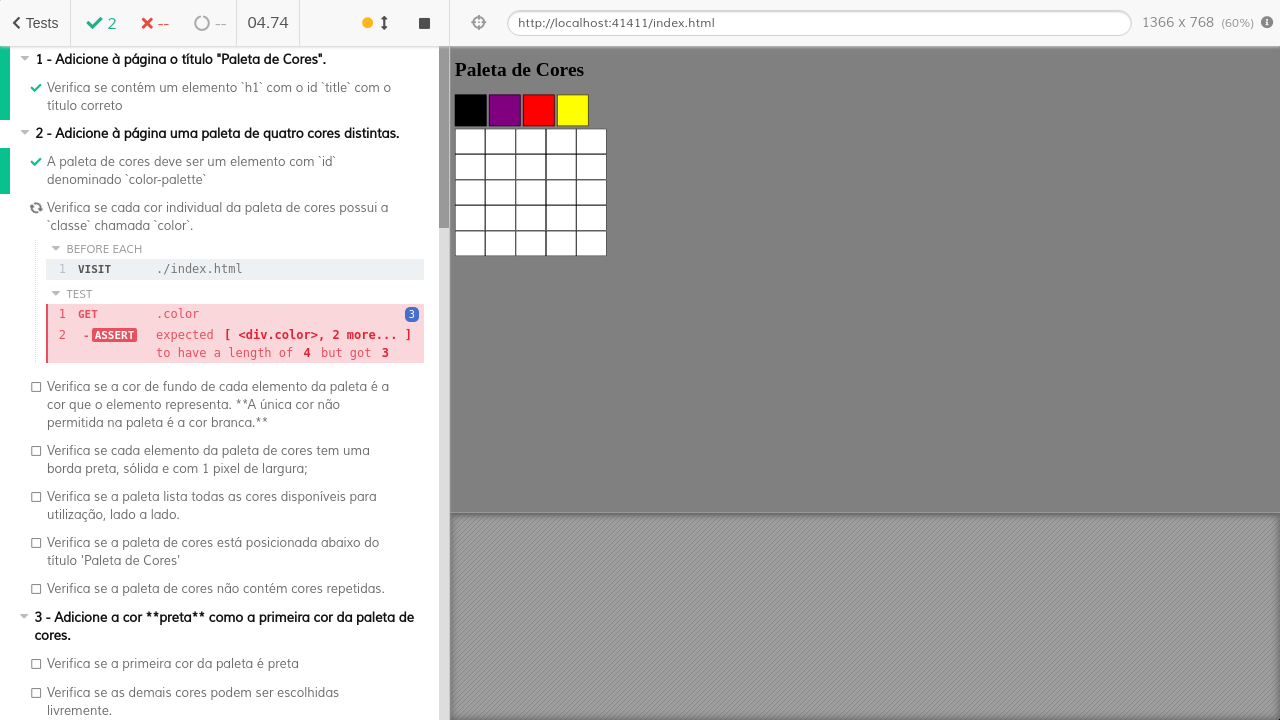 Tests 2 -- -- 04.74
http://localhost:41411/index.html 1366 x 768 (60%)
1 - Adicione à página o título "Paleta de Cores".
Verifica se contém um elemento `h1` com o id `title` com o
título correto
2 - Adicione à página uma paleta de quatro cores distintas.
A paleta de cores deve ser um elemento com `id`
denominado `color-palette`
Verifica se cada cor individual da paleta de cores possui a
`classe` chamada `color`.
BEFORE EACH
1 VISIT ./index.html
TEST
1 GET .color 3
2 -ASSERT expected [ <div.color>, 2 more... ]
to have a length of 4 but got 3
Verifica se a cor de fundo de cada elemento da paleta é a
cor que o elemento representa. **A única cor não
permitida na paleta é a cor branca.**
Verifica se cada elemento da paleta de cores tem uma
borda preta, sólida e com 1 pixel de largura;
Verifica se a paleta lista todas as cores disponíveis para
utilização, lado a lado.
Verifica se a paleta de cores está posicionada abaixo do
título 'Paleta de Cores'
Verifica se a paleta de cores não contém cores repetidas.
3 - Adicione a cor **preta** como a primeira cor da paleta de
cores.
Verifica se a primeira cor da paleta é preta
Verifica se as demais cores podem ser escolhidas
livremente.
Paleta de Cores